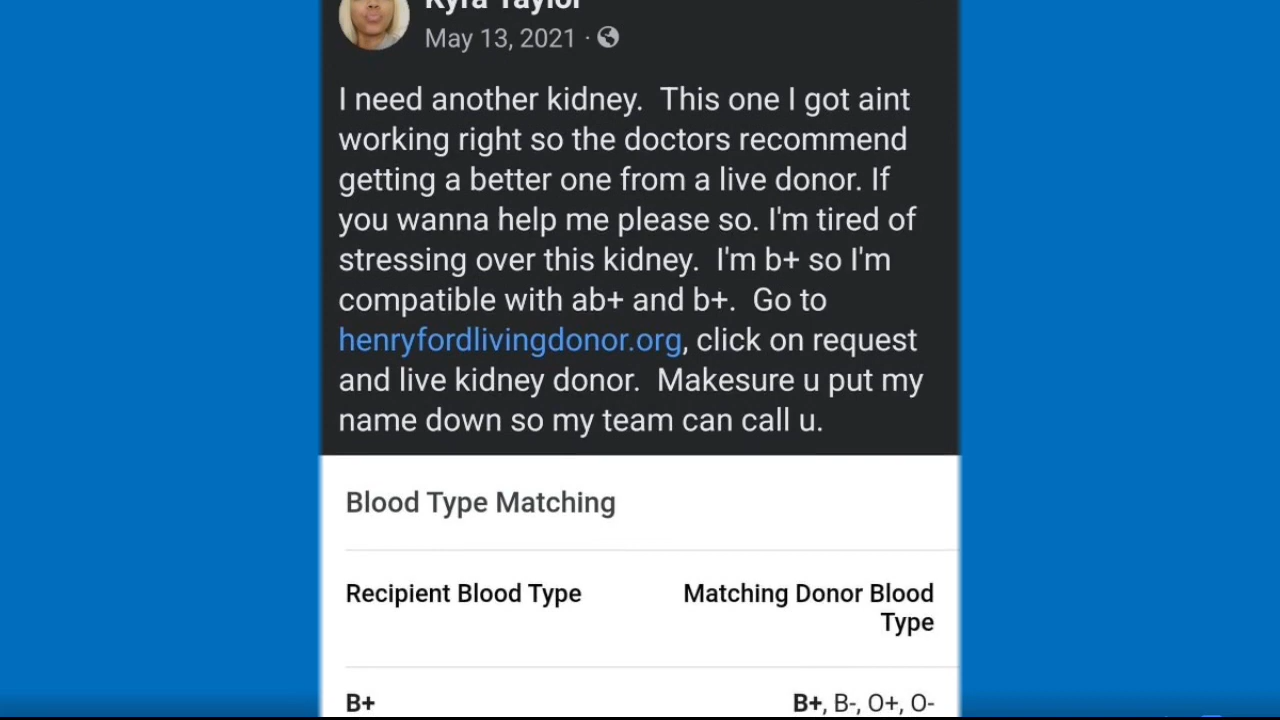 Kyra Taylor
May 13, 2021 ·
I need another kidney. This one I got aint
working right so the doctors recommend
getting a better one from a live donor. If
you wanna help me please so. I'm tired of
stressing over this kidney. I'm b+ so I'm
compatible with ab+ and b+. Go to
henryfordlivingdonor.org, click on request
and live kidney donor. Makesure u put my
name down so my team can call u.
Blood Type Matching
Recipient Blood Type
Matching Donor Blood
Type
B+
B+, B-, O+, O-